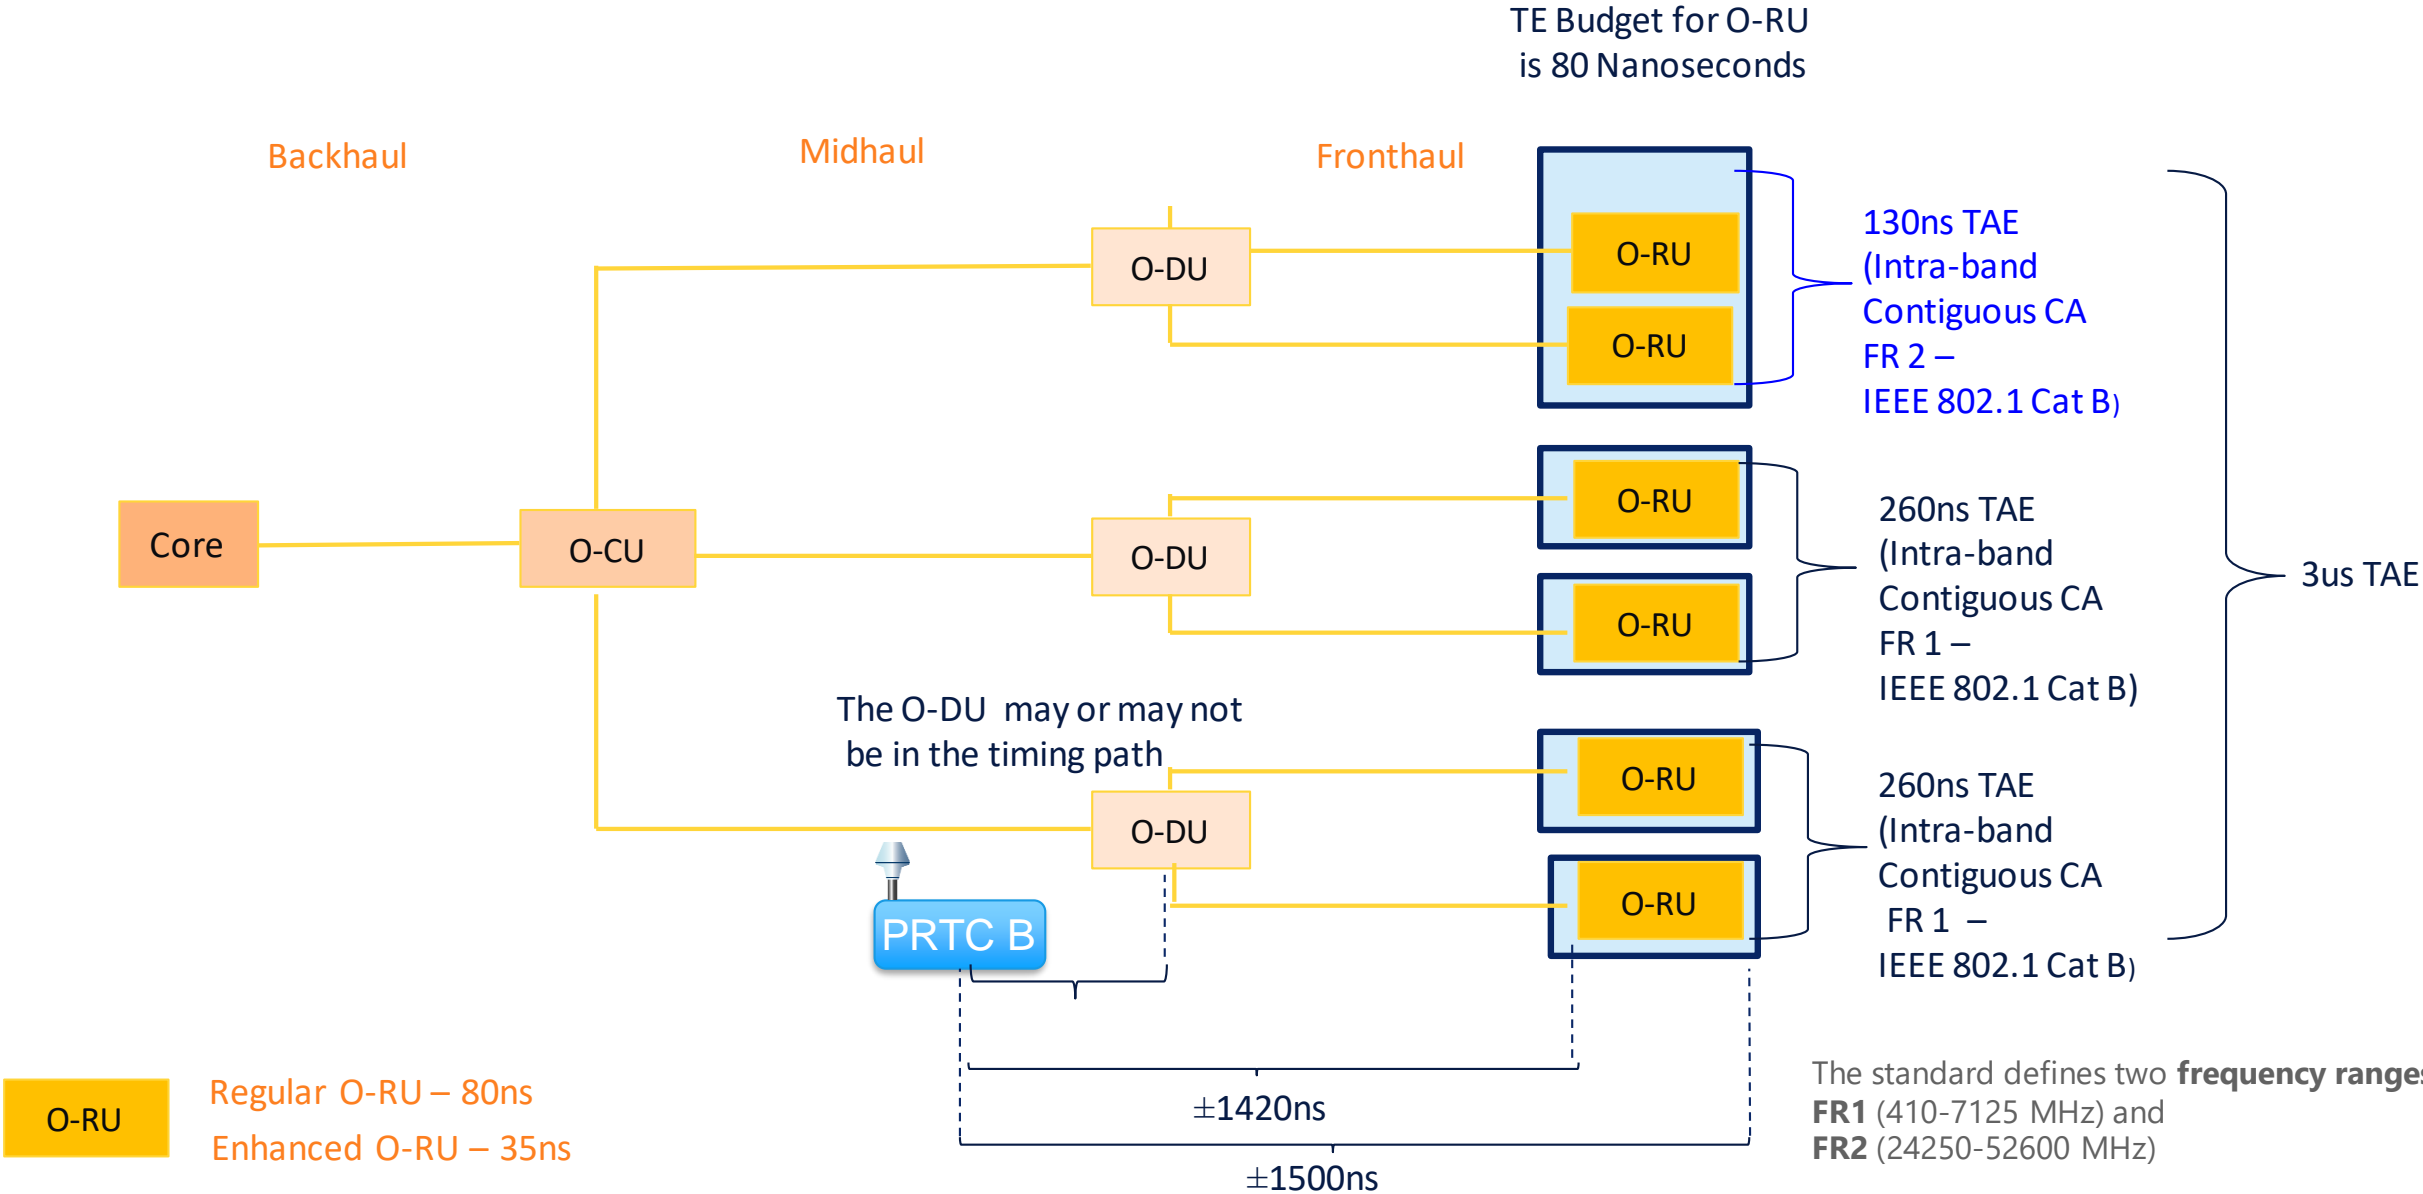 TE Budget for O-RU
is 80 Nanoseconds
Backhaul
Midhaul
Fronthaul
O-DU
O-RU
O-RU
130ns TAE
(Intra-band
Contiguous CA
FR 2 –
IEEE 802.1 Cat B)
Core
O-CU
O-DU
O-RU
O-RU
260ns TAE
(Intra-band
Contiguous CA
FR 1 –
IEEE 802.1 Cat B)
3us TAE
The O-DU may or may not
be in the timing path
O-DU
O-RU
O-RU
260ns TAE
(Intra-band
Contiguous CA
FR 1 –
IEEE 802.1 Cat B)
PRTC B
±1420ns
±1500ns
O-RU
Regular O-RU – 80ns
Enhanced O-RU – 35ns
The standard defines two frequency ranges
FR1 (410-7125 MHz) and
FR2 (24250-52600 MHz)